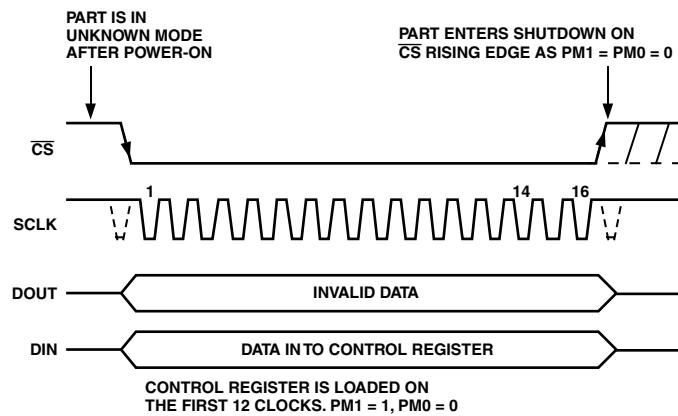 PART IS IN
UNKNOWN MODE
AFTER POWER-ON
PART ENTERS SHUTDOWN ON
CS RISING EDGE AS PM1 = PM0 = 0
CS
1
14
16
SCLK
DOUT
INVALID DATA
DIN
DATA INTO CONTROL REGISTER
CONTROL REGISTER IS LOADED ON
THE FIRST 12 CLOCKS. PM1 = 1, PM0 = 0